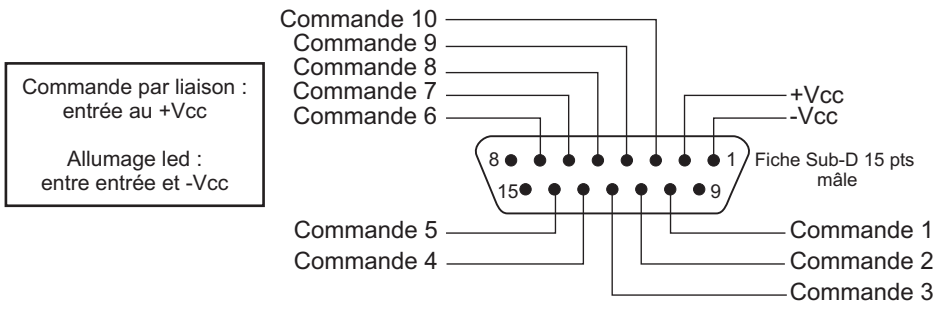 Commande 10
Commande 9
Commande 8
Commande 7
Commande 6
Commande par liaison :
entrée au +Vcc
Allumage led :
entre entrée et -Vcc
+Vcc
-Vcc
8
1
Fiche Sub-D 15 pts
mâle
15
9
Commande 5
Commande 4
Commande 1
Commande 2
Commande 3